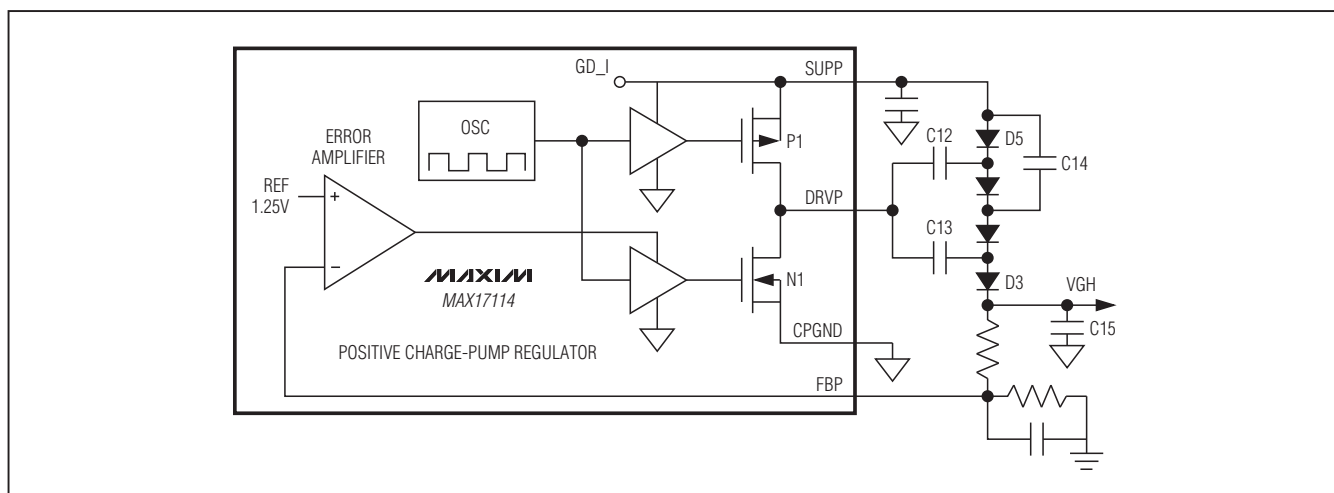 GD_I
SUPP
OSC
ERROR
AMPLIFIER
REF
1.25V
+
−
P1
D5
C12
C14
DRVP
C13
MAXIM
MAX17114
N1
D3
VGH
CPGND
C15
POSITIVE CHARGE-PUMP REGULATOR
FBP